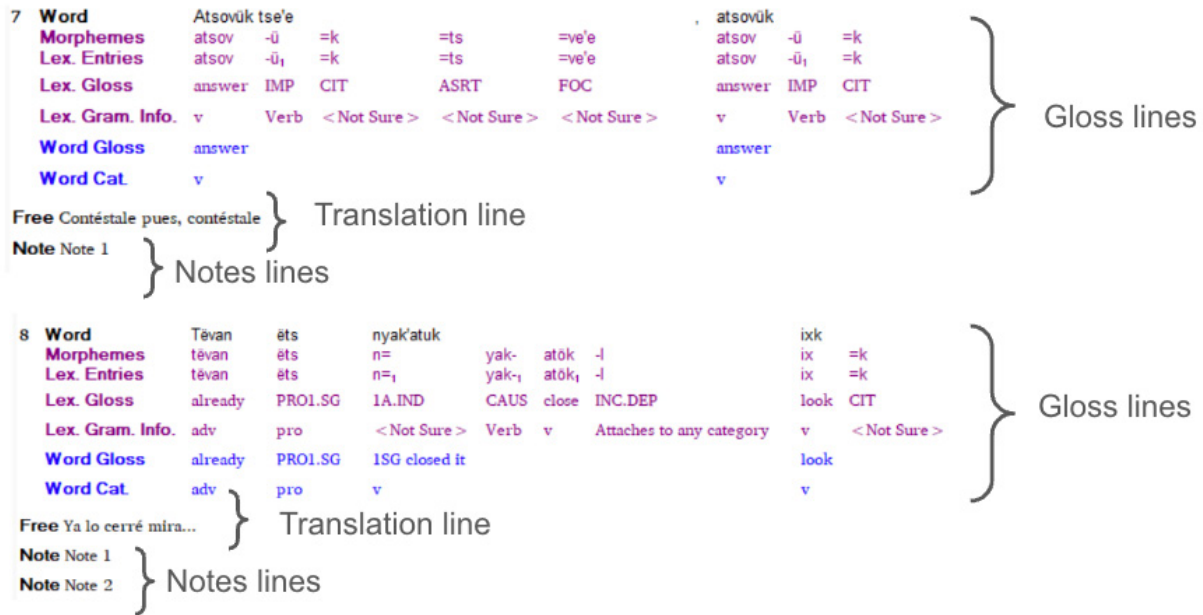 7 Word Atsovük tse'e , atsovük
Morphemes atsov -ü =k =ts =ve'e atsov -ü =k
Lex. Entries atsov -ü₁ =k =ts =ve'e atsov -ü₁ =k
Lex. Gloss answer IMP CIT ASRT FOC answer IMP CIT
Lex. Gram. Info. v Verb <Not Sure> <Not Sure> <Not Sure> v Verb <Not Sure>
Gloss lines
Word Gloss answer answer
Word Cat. v v
Free Contéstale pues, contéstale
Translation line
Note Note 1
Notes lines
8 Word Tëvan ëts nyak'atuk ixk
Morphemes tëvan ëts n= yak- atök -l ix =k
Lex. Entries tëvan ëts n=₁ yak-₁ atök₁ -l ix =k
Lex. Gloss already PRO1.SG 1A.IND CAUS close INC.DEP look CIT
Gloss lines
Lex. Gram. Info. adv pro <Not Sure> Verb v Attaches to any category v <Not Sure>
Word Gloss already PRO1.SG 1SG closed it look
Word Cat. adv pro v v
Free Ya lo cerré mira...
Translation line
Note Note 1
Note Note 2
Notes lines